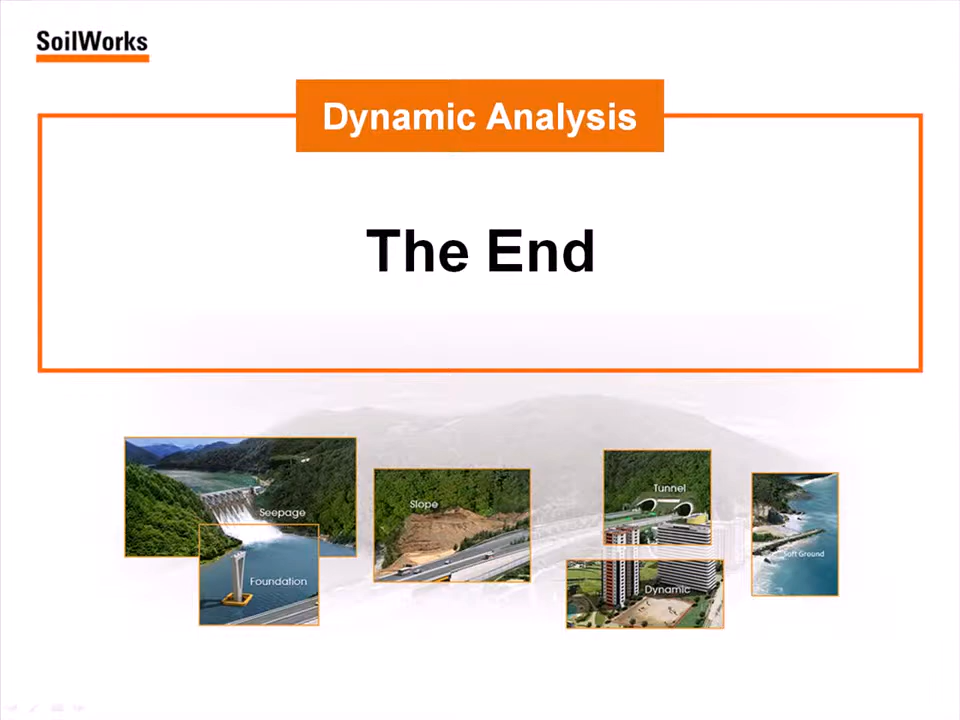 SoilWorks
Dynamic Analysis
The End
Seepage
Foundation
Slope
Tunnel
Dynamic
Soft Ground